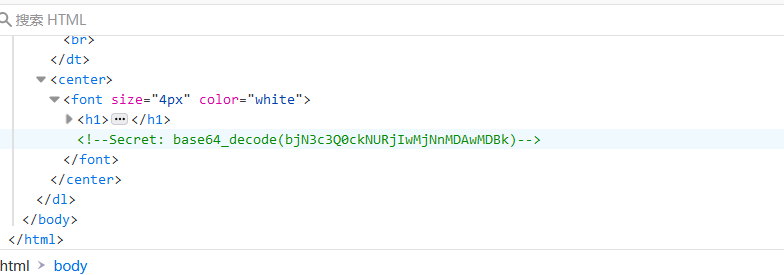 搜索 HTML
<br>
</dt>
<center>
<font size="4px" color="white">
<h1>•••</h1>
<!--Secret: base64_decode(bjN3c3Q0ckNURjIwMjNnMDAwMDBk)-->
</font>
</center>
</dl>
</body>
</html>
html > body